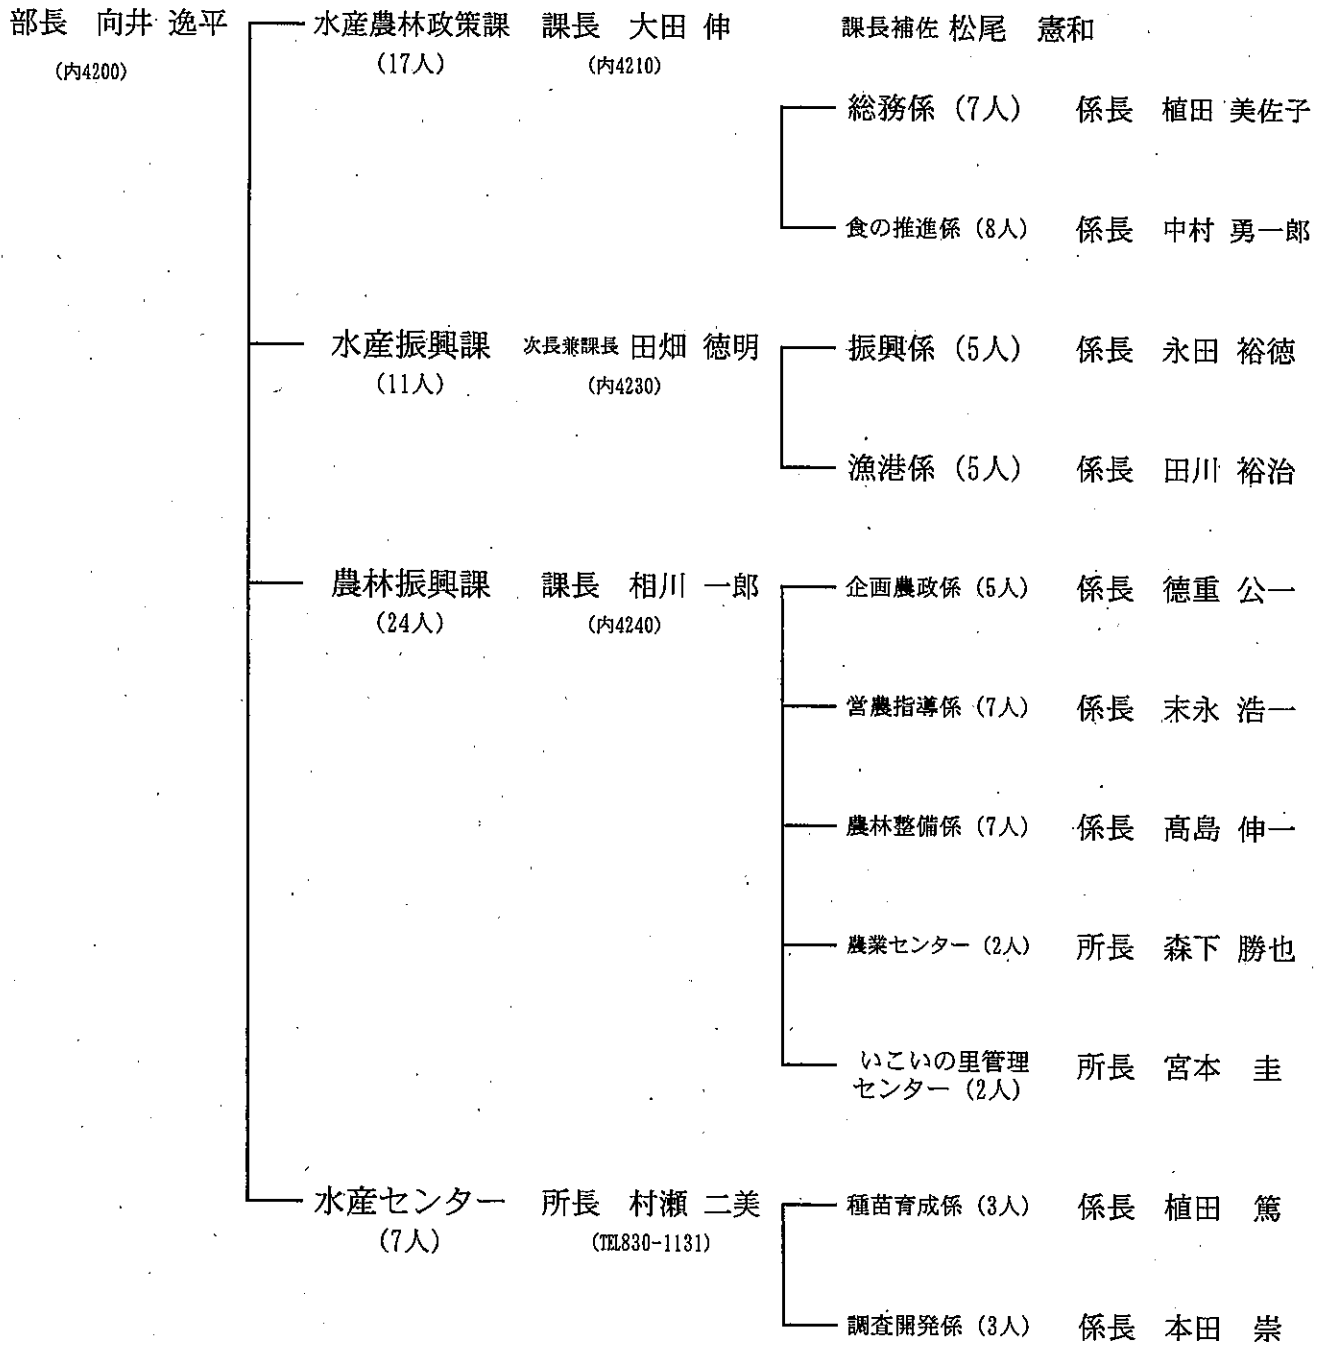 部長 向井 逸平 水産農林政策課 課長 大田 伸 課長補佐 松尾 憲和
(内4200) (17人) (内4210)
総務係 (7人) 係長 植田 美佐子
食の推進係 (8人) 係長 中村 勇一郎
水産振興課 次長兼課長 田畑 徳明 振興係 (5人) 係長 永田 裕徳
(11人) (内4230)
漁港係 (5人) 係長 田川 裕治
農林振興課 課長 相川 一郎 企画農政係 (5人) 係長 徳重 公一
(24人) (内4240)
営農指導係 (7人) 係長 末永 浩一
農林整備係 (7人) 係長 髙島 伸一
農業センター (2人) 所長 森下 勝也
いこいの里管理 所長 宮本 圭
センター (2人)
水産センター 所長 村瀬 二美 種苗育成係 (3人) 係長 植田 篤
(7人) (TEL830-1131)
調査開発係 (3人) 係長 本田 崇